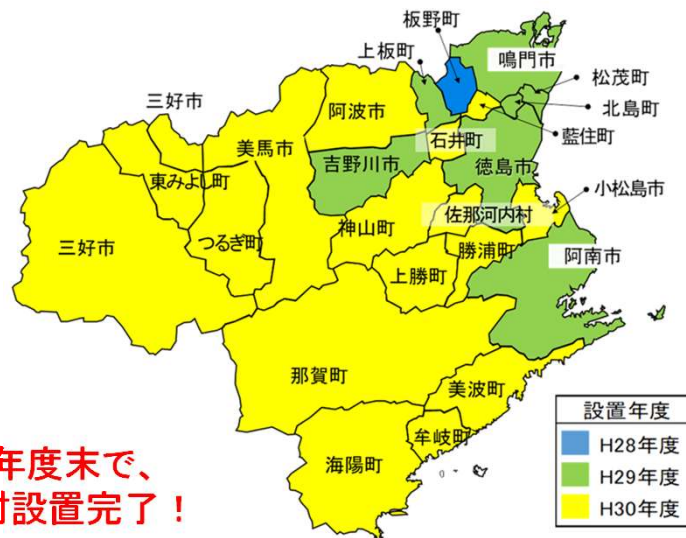 板野町
上板町
鳴門市
松茂町
三好市
阿波市
北島町
美馬市
石井町
藍住町
吉野川市
徳島市
東みよし町
小松島市
佐那河内村
神山町
つるぎ町
三好市
勝浦町
阿南市
上勝町
那賀町
美波町
牟岐町
海陽町
設置年度
H28年度
H29年度
H30年度
年度末で、
設置完了！